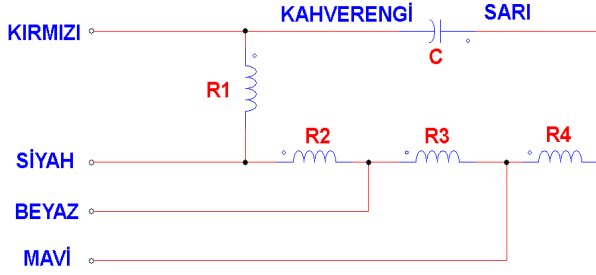 KIRMIZI
KAHVERENGİ
SARI
C
R1
SİYAH
R2
R3
R4
BEYAZ
MAVİ